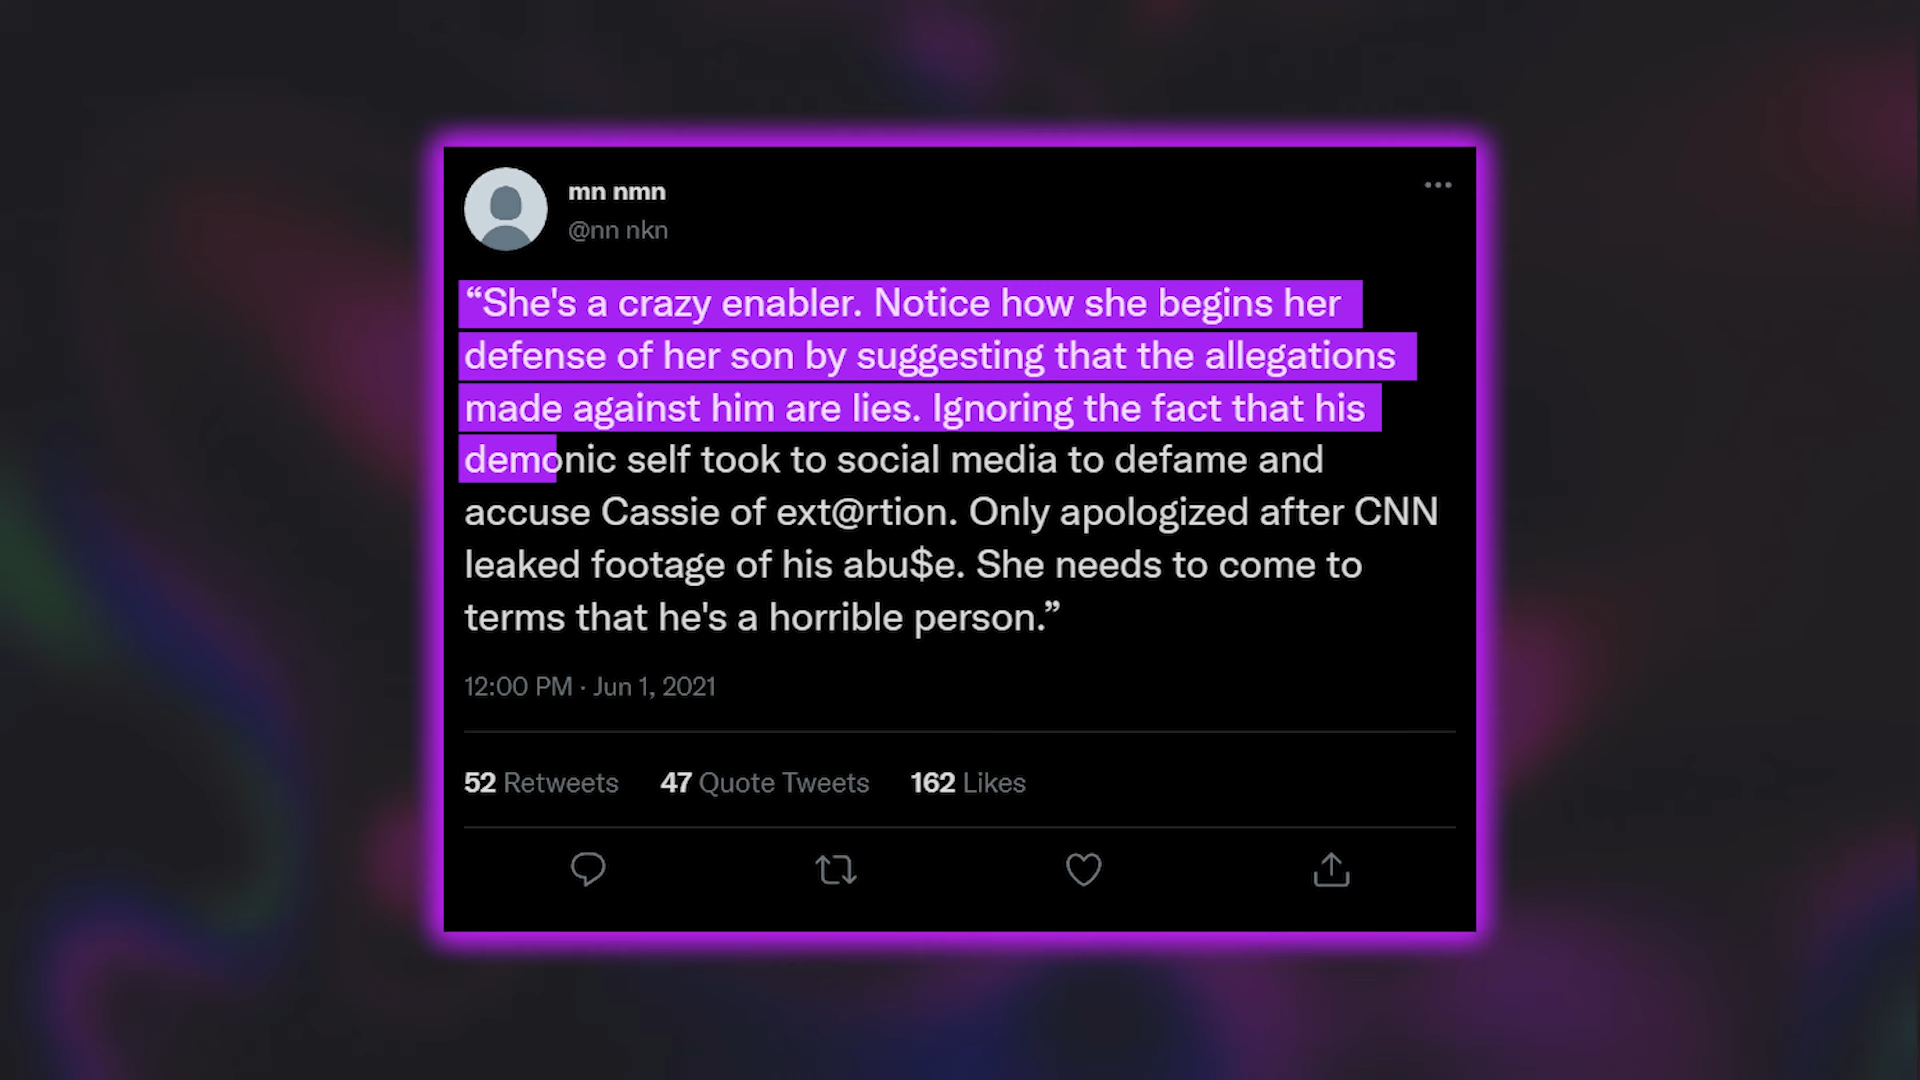 mn nmn
@nn nkn
“She's a crazy enabler. Notice how she begins her
defense of her son by suggesting that the allegations
made against him are lies. Ignoring the fact that his
demonic self took to social media to defame and
accuse Cassie of ext@rtion. Only apologized after CNN
leaked footage of his abu$e. She needs to come to
terms that he's a horrible person.”
12:00 PM · Jun 1, 2021
52 Retweets 47 Quote Tweets 162 Likes